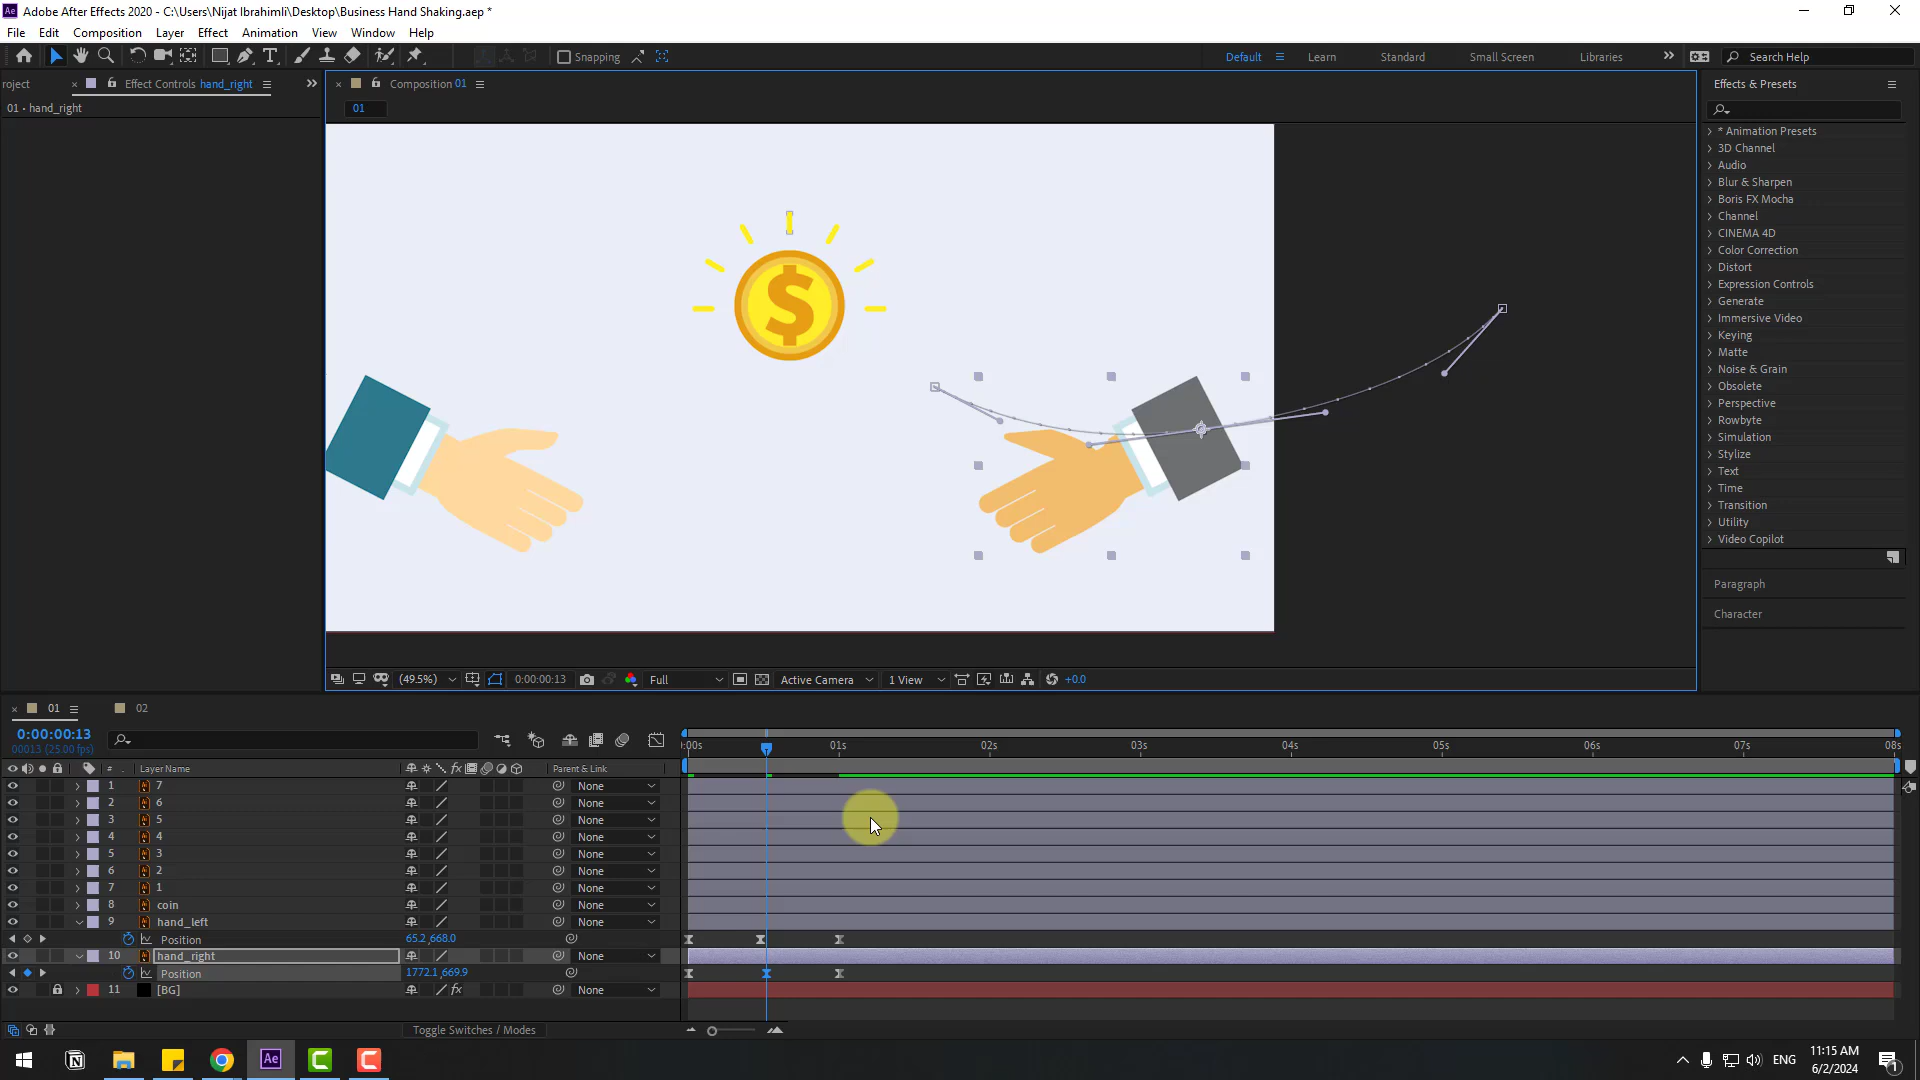 Adobe After Effects 2020 - C:\Users\Nijat Ibrahimli\Desktop\Business Hand Shaking.aep *
File Edit Composition Layer Effect Animation View Window Help
Snapping
Default Learn Standard Small Screen Libraries Search Help
roject Effect Controls hand_right
Composition 01
Effects & Presets
01 • hand_right
01
* Animation Presets
3D Channel
Audio
Blur & Sharpen
Boris FX Mocha
Channel
CINEMA 4D
Color Correction
Distort
Expression Controls
Generate
Immersive Video
Keying
Matte
Noise & Grain
Obsolete
Perspective
Rowbyte
Simulation
Stylize
Text
Time
Transition
Utility
Video Copilot
Paragraph
Character
$
(49.5%) 0:00:00:13 Full Active Camera 1 View +0.0
01 02
0:00:00:13
00013 (25.00 fps)
:00s 01s 02s 03s 04s 05s 06s 07s 08s
# Layer Name fx Parent & Link
1 7 None
2 6 None
3 5 None
4 4 None
5 3 None
6 2 None
7 1 None
8 coin None
9 hand_left None
Position 65.2,668.0
10 hand_right None
Position 1772.1,669.9
11 [BG] fx None
Toggle Switches / Modes
Ae
ENG
11:15 AM
6/2/2024
1